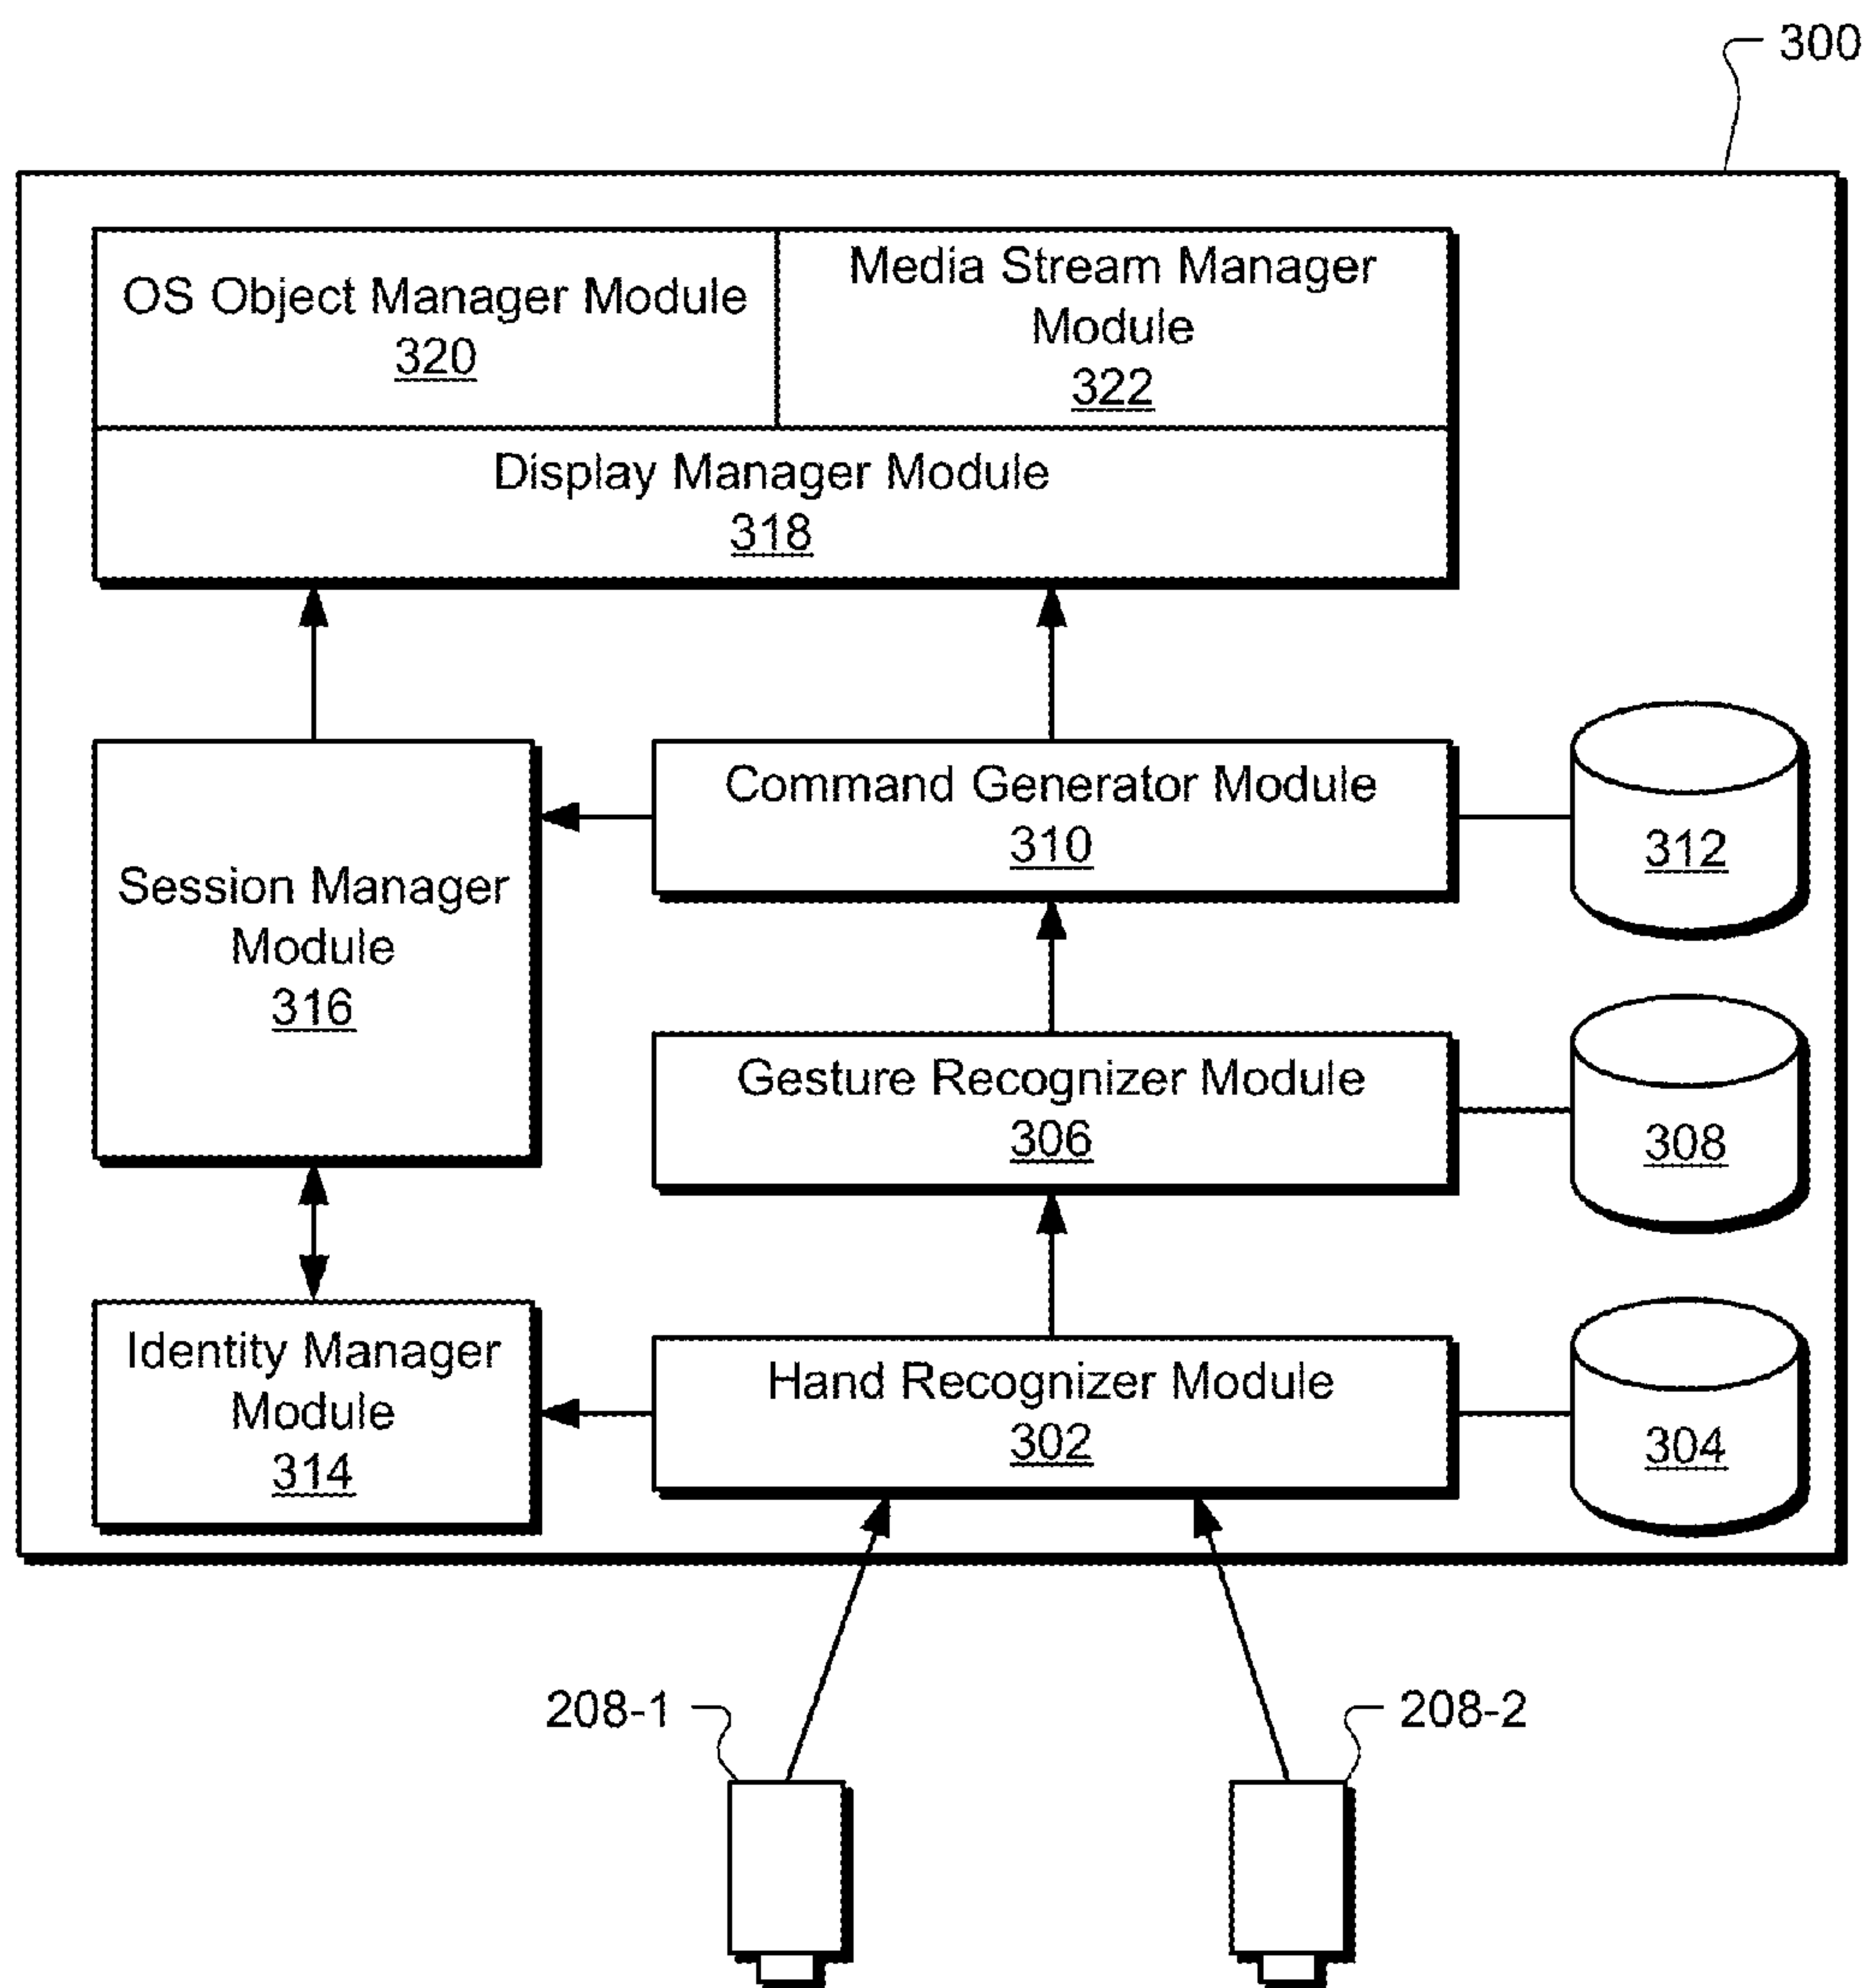 300
OS Object Manager Module
320
Media Stream Manager
Module
322
Display Manager Module
318
Session Manager
Module
316
Command Generator Module
310
312
Gesture Recognizer Module
306
308
Identity Manager
Module
314
Hand Recognizer Module
302
304
208-1
208-2